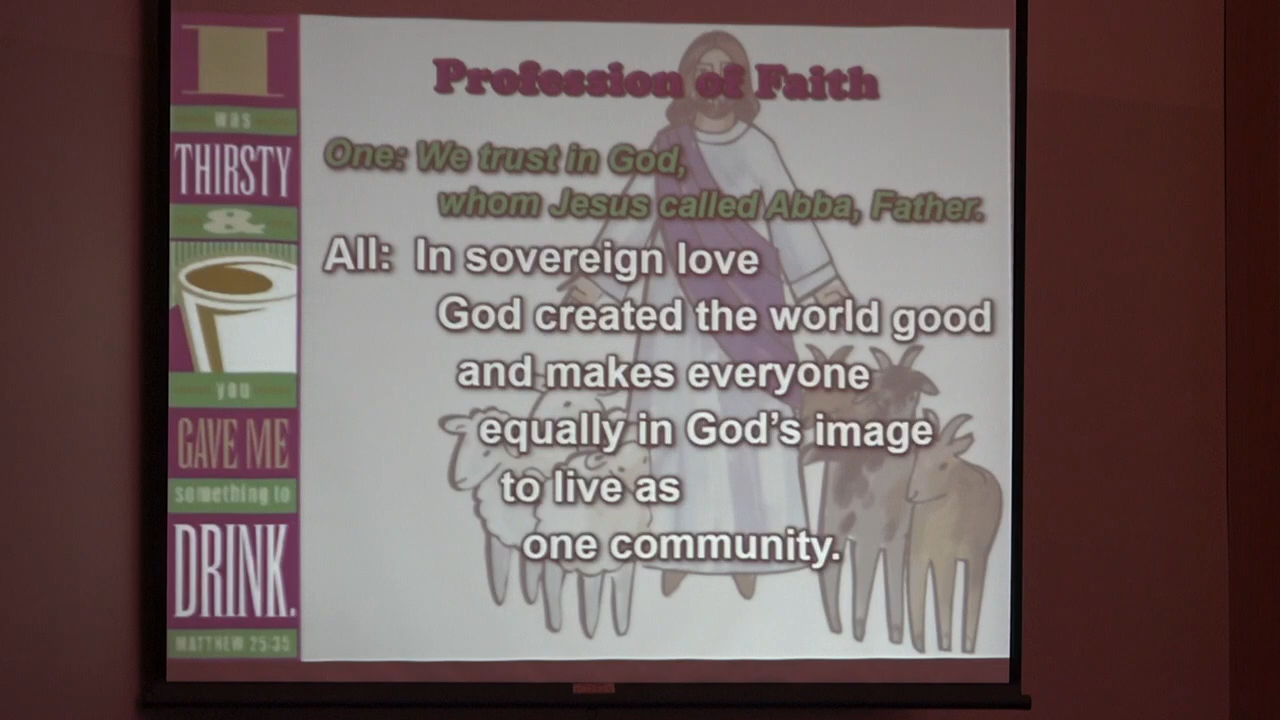 I
was
THIRSTY
&
you
GAVE ME
something to
DRINK.
MATTHEW 25:35
Profession of Faith
One: We trust in God,
whom Jesus called Abba, Father.
All: In sovereign love
God created the world good
and makes everyone
equally in God's image
to live as
one community.